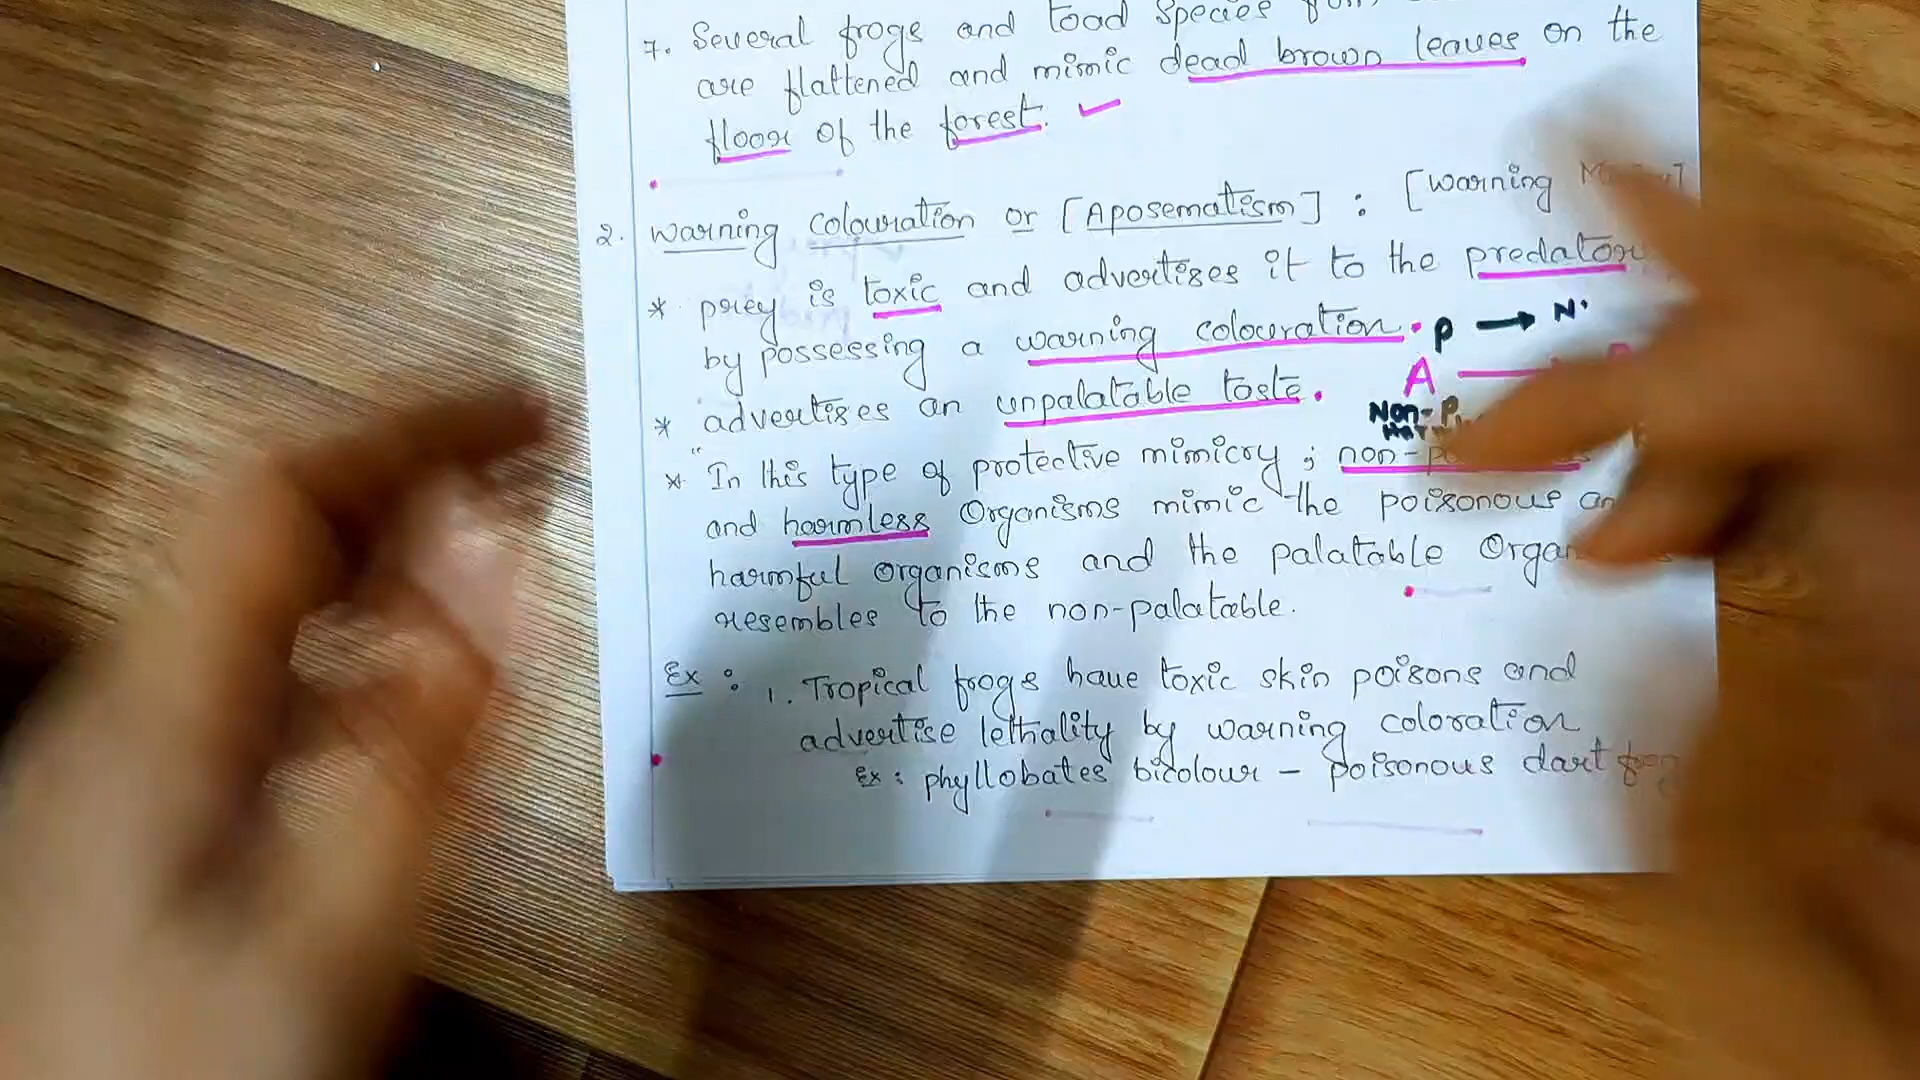 7. Several frogs and toad species
are flattened and mimic dead brown leaves on the
floor of the forest.
2. Warning colouration or [Aposematism] : [Warning
* prey is toxic and advertizes it to the predator
by possessing a warning colouration.
P → N.
A
* advertizes an unpalatable taste.
Non-P
* "In this type of protective mimicry ; non-
and harmless Organisms mimic the poisonous
harmful organisms and the palatable
resembles to the non-palatable.
Ex : 1. Tropical frogs have toxic skin poisons and
advertise lethality by warning coloration
Ex : phyllobates bicolour – poisonous dart